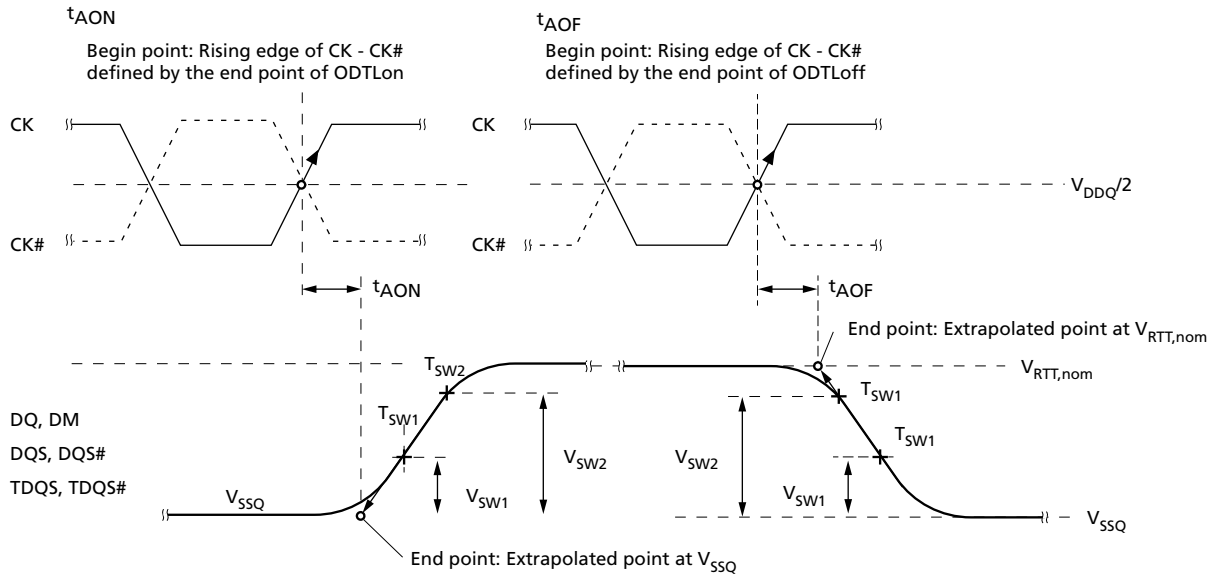 tAON
Begin point: Rising edge of CK - CK#
defined by the end point of ODTLon
tAOF
Begin point: Rising edge of CK - CK#
defined by the end point of ODTLoff
CK
CK
VDDQ/2
CK#
CK#
tAON
tAOF
End point: Extrapolated point at VRTT,nom
TSW2
VRTT,nom
TSW1
TSW1
DQ, DM
DQS, DQS#
TDQS, TDQS#
TSW1
VSW2
VSW2
VSW1
VSW1
VSSQ
VSSQ
End point: Extrapolated point at VSSQ